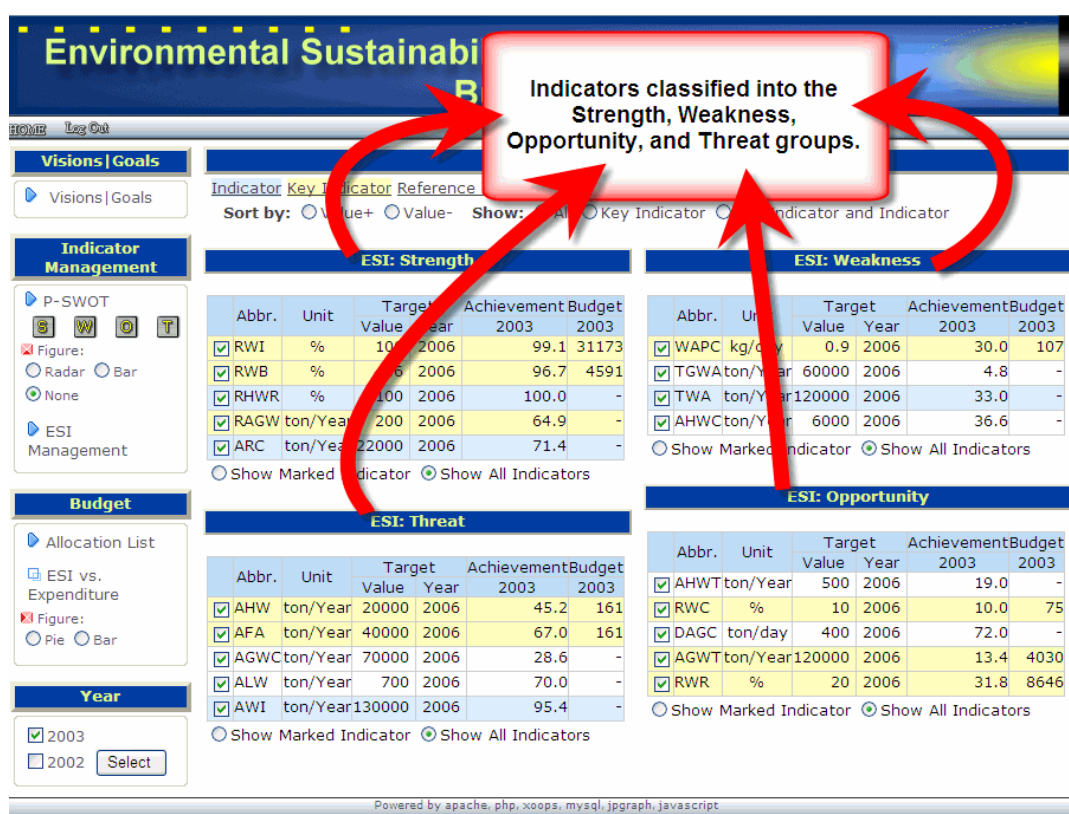 Environmental Sustainabi
B
Indicators classified into the
Strength, Weakness,
Opportunity, and Threat groups.
HOME Log Out
Visions|Goals
Visions|Goals
Indicator
Management
P-SWOT
S W O T
Figure:
Radar Bar
None
ESI
Management
Budget
Allocation List
ESI vs.
Expenditure
Figure:
Pie Bar
Year
2003
2002 Select
Indicator Key Indicator Reference
Sort by: Value+ Value- Show: Key Indicator Indicator and Indicator
ESI: Strength
Abbr. Unit Target Achievement Budget
Value Year 2003 2003
RWI % 2006 99.1 31173
RWB % 2006 96.7 4591
RHWR % 100 2006 100.0 -
RAGW ton/Year 200 2006 64.9 -
ARC ton/Year 22000 2006 71.4 -
Show Marked Indicator Show All Indicators
ESI: Threat
Abbr. Unit Target Achievement Budget
Value Year 2003 2003
AHW ton/Year 20000 2006 45.2 161
AFA ton/Year 40000 2006 67.0 161
AGWC ton/Year 70000 2006 28.6 -
ALW ton/Year 700 2006 70.0 -
AWI ton/Year 130000 2006 95.4 -
Show Marked Indicator Show All Indicators
ESI: Weakness
Abbr. Unit Target Achievement Budget
Value Year 2003 2003
WAPC kg/day 0.9 2006 30.0 107
TGWA ton/Year 60000 2006 4.8 -
TWA ton/Year 120000 2006 33.0 -
AHWC ton/Year 6000 2006 36.6 -
Show Marked Indicator Show All Indicators
ESI: Opportunity
Abbr. Unit Target Achievement Budget
Value Year 2003 2003
AHWT ton/Year 500 2006 19.0 -
RWC % 10 2006 10.0 75
DAGC ton/day 400 2006 72.0 -
AGWT ton/Year 120000 2006 13.4 4030
RWR % 20 2006 31.8 8646
Show Marked Indicator Show All Indicators
Powered by apache, php, xoops, mysql, jpgraph, javascript